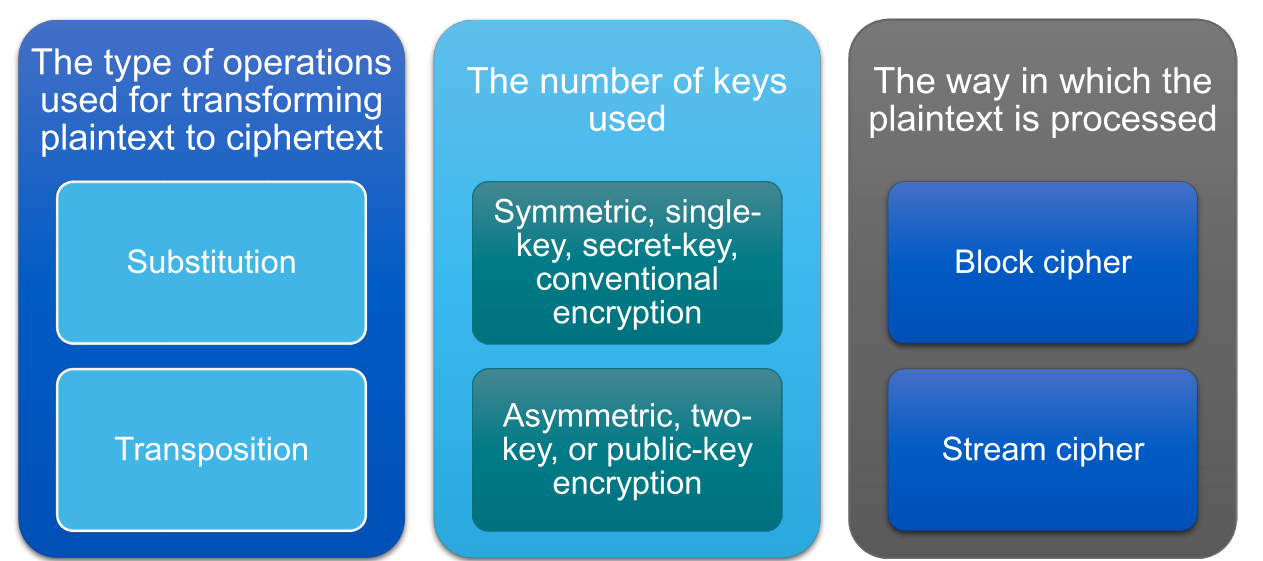 The type of operations
used for transforming
plaintext to ciphertext
Substitution
Transposition
The number of keys
used
Symmetric, single-
key, secret-key,
conventional
encryption
Asymmetric, two-
key, or public-key
encryption
The way in which the
plaintext is processed
Block cipher
Stream cipher